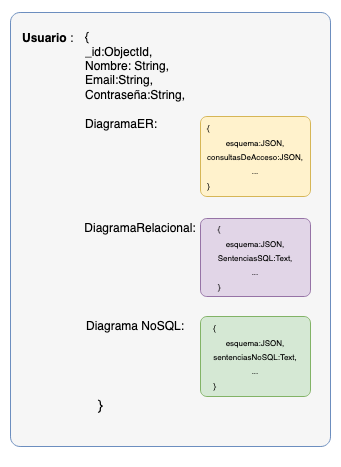 Usuario : {
_id:ObjectId,
Nombre: String,
Email:String,
Contraseña:String,
DiagramaER:
{
esquema:JSON,
consultasDeAcceso:JSON,
...
}
DiagramaRelacional:
{
esquema:JSON,
SentenciasSQL:Text,
...
}
Diagrama NoSQL:
{
esquema:JSON,
sentenciasNoSQL:Text,
...
}
}